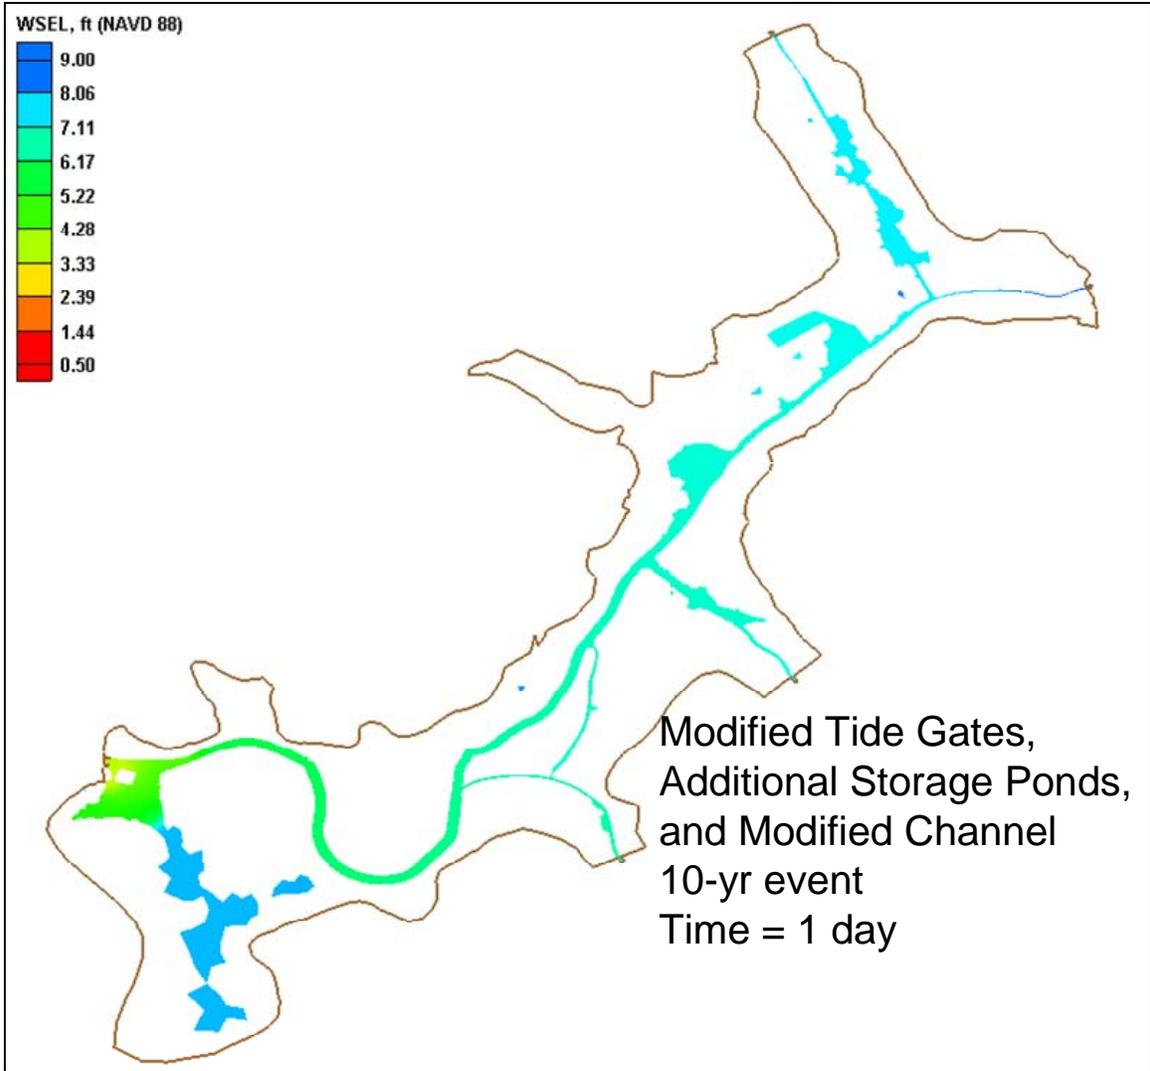 WSEL, ft (NAVD 88)
9.00
8.06
7.11
6.17
5.22
4.28
3.33
2.39
1.44
0.50
Modified Tide Gates,
Additional Storage Ponds,
and Modified Channel
10-yr event
Time = 1 day